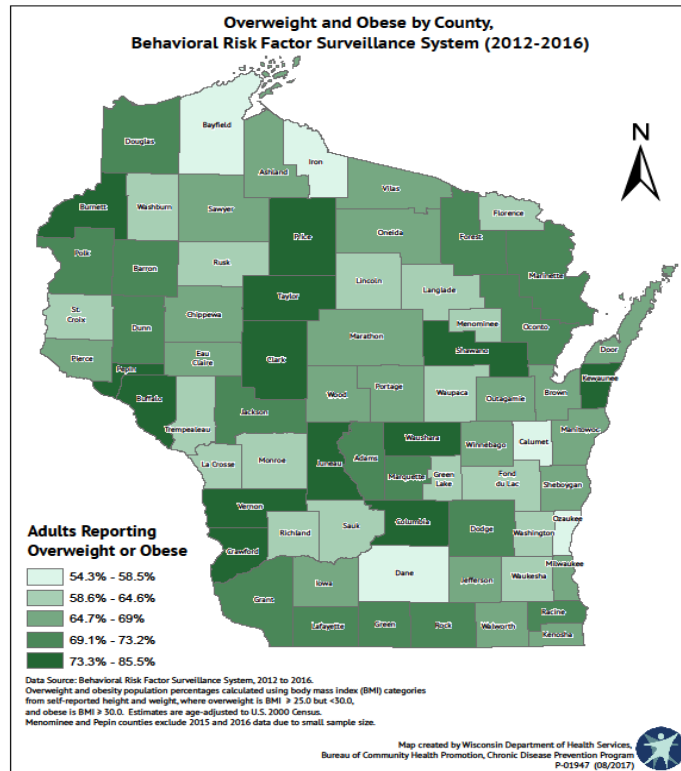 Overweight and Obese by County,
Behavioral Risk Factor Surveillance System (2012-2016)
N
Bayfield
Douglas
Iron
Ashland
Vilas
Burnett
Washburn
Sawyer
Florence
Price
Oneida
Forest
Polk
Rusk
Marinette
Barron
Lincoln
Taylor
Langlade
St.
Croix
Chippewa
Oconto
Dunn
Menominee
Marathon
Pierce
Eau
Claire
Clark
Shawano
Door
Pepin
Kewaunee
Buffalo
Wood
Portage
Waupaca
Outagamie
Brown
Jackson
Trempealeau
Waushara
Manitowoc
Winnebago
Calumet
Adams
La Crosse
Monroe
Juneau
Marquette
Green
Lake
Fond
du Lac
Sheboygan
Vernon
Adults Reporting
Overweight or Obese
Columbia
Ozaukee
Sauk
Dodge
Richland
Washington
Crawford
54.3% - 58.5%
Milwaukee
Dane
58.6% - 64.6%
Iowa
Jefferson
Waukesha
64.7% - 69%
Grant
69.1% - 73.2%
Racine
Lafayette
Green
Rock
Walworth
Kenosha
73.3% - 85.5%
Data Source: Behavioral Risk Factor Surveillance System, 2012 to 2016.
Overweight and obesity population percentages calculated using body mass index (BMI) categories
from self-reported height and weight, where overweight is BMI ≥ 25.0 but <30.0,
and obese is BMI ≥ 30.0. Estimates are age-adjusted to U.S. 2000 Census.
Menominee and Pepin counties exclude 2015 and 2016 data due to small sample size.
Map created by Wisconsin Department of Health Services,
Bureau of Community Health Promotion, Chronic Disease Prevention Program
P-01947 (08/2017)